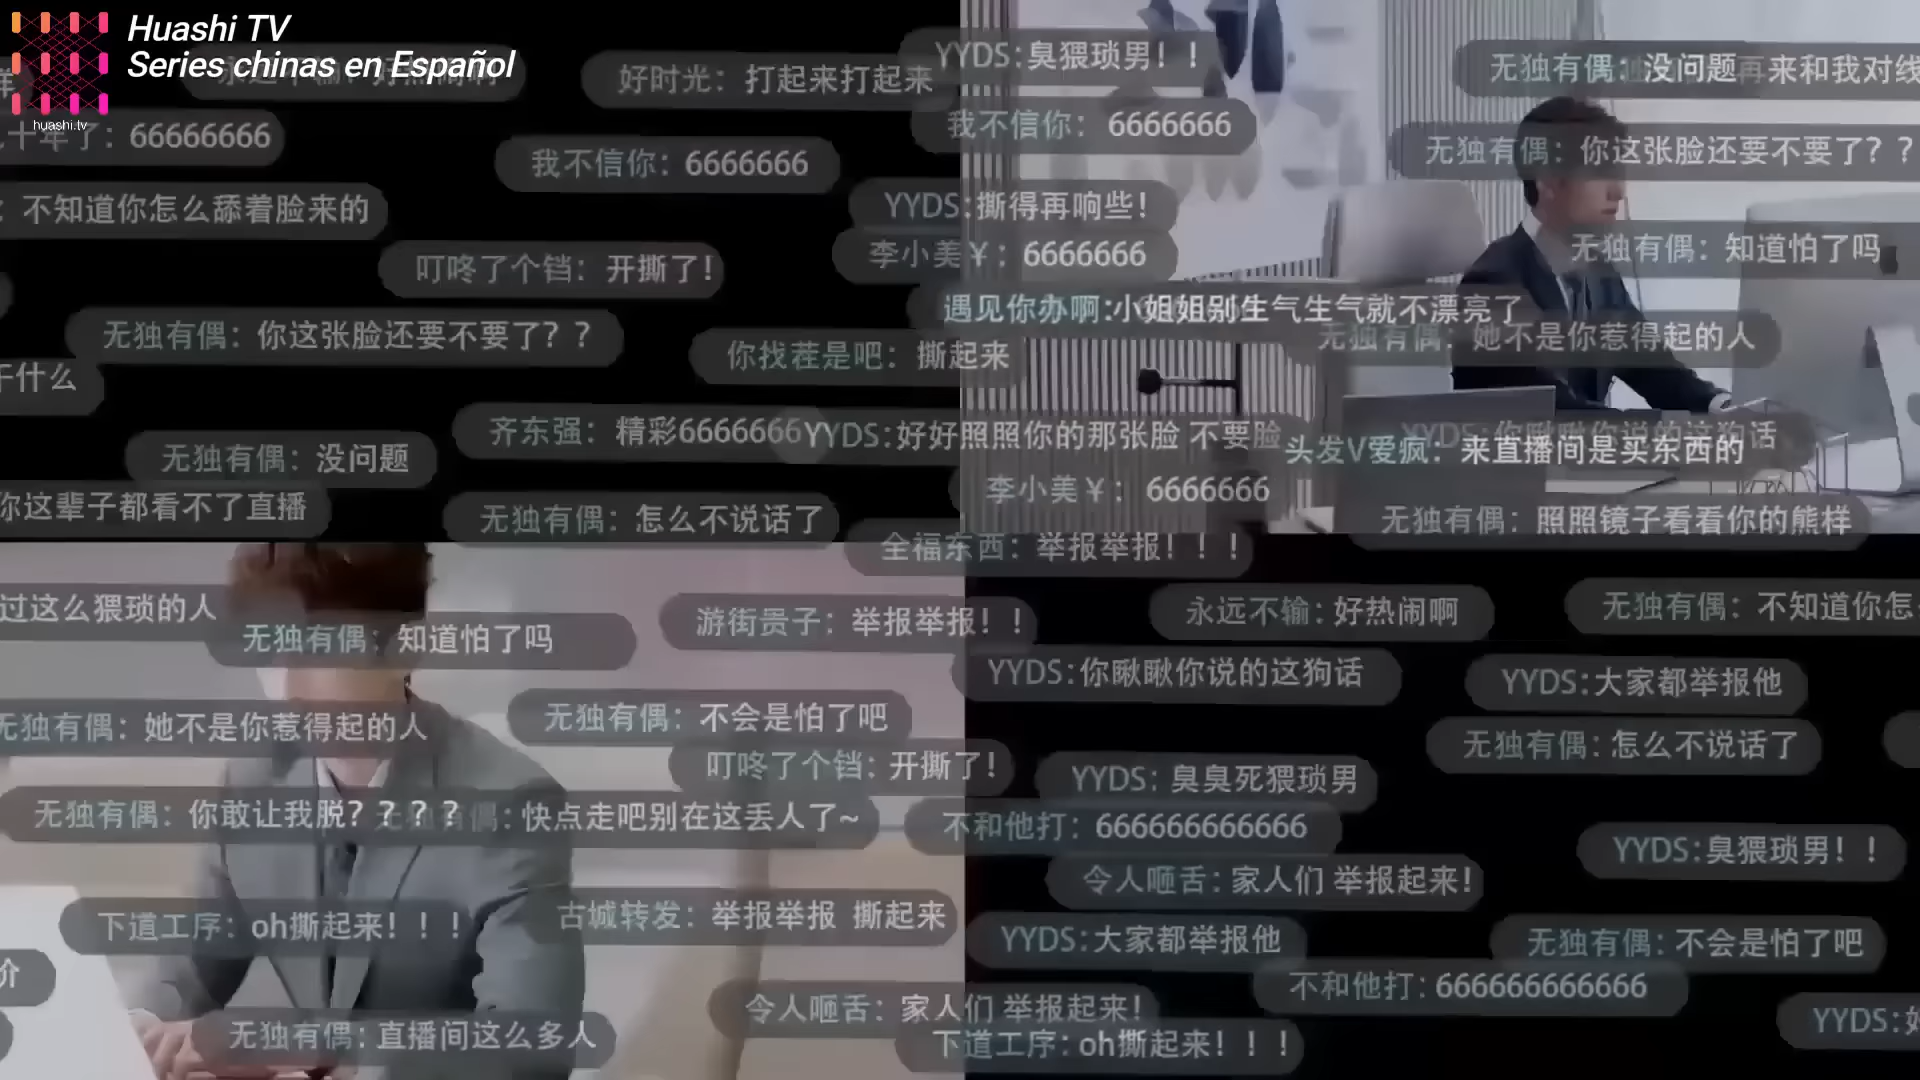 Huashi TV
Series chinas en Español
huashi.tv
好时光：打起来打起来
YYDS:臭猥琐男！！
无独有偶：没问题
再来和我对线
66666666
我不信你：6666666
我不信你：6666666
无独有偶：你这张脸还要不要了？？
不知道你怎么舔着脸来的
YYDS:撕得再响些！
李小美￥：6666666
无独有偶：知道怕了吗
叮咚了个铛：开撕了！
遇见你办啊:小姐姐别生气生气就不漂亮了
无独有偶：你这张脸还要不要了？？
无独有偶：她不是你惹得起的人
你找茬是吧：撕起来
干什么
齐东强：精彩6666666
YYDS:好好照照你的那张脸 不要脸
YYDS:你瞅瞅你说的这狗话
头发V爱疯：来直播间是买东西的
无独有偶：没问题
李小美￥：6666666
你这辈子都看不了直播
无独有偶：怎么不说话了
无独有偶：照照镜子看看你的熊样
全福东西：举报举报！！！
过这么猥琐的人
无独有偶：知道怕了吗
游街贵子：举报举报！！
永远不输：好热闹啊
无独有偶：不知道你怎
YYDS:你瞅瞅你说的这狗话
YYDS:大家都举报他
无独有偶：她不是你惹得起的人
无独有偶：不会是怕了吧
无独有偶：怎么不说话了
叮咚了个铛：开撕了！
YYDS：臭臭死猥琐男
无独有偶：你敢让我脱？？？？
快点走吧别在这丢人了~
不和他打：666666666666
YYDS:臭猥琐男！！
令人咂舌：家人们 举报起来！
下道工序：oh撕起来！！！
古城转发：举报举报 撕起来
YYDS:大家都举报他
无独有偶：不会是怕了吧
价
不和他打：666666666666
令人咂舌：家人们 举报起来！
YYDS:
无独有偶：直播间这么多人
下道工序：oh撕起来！！！